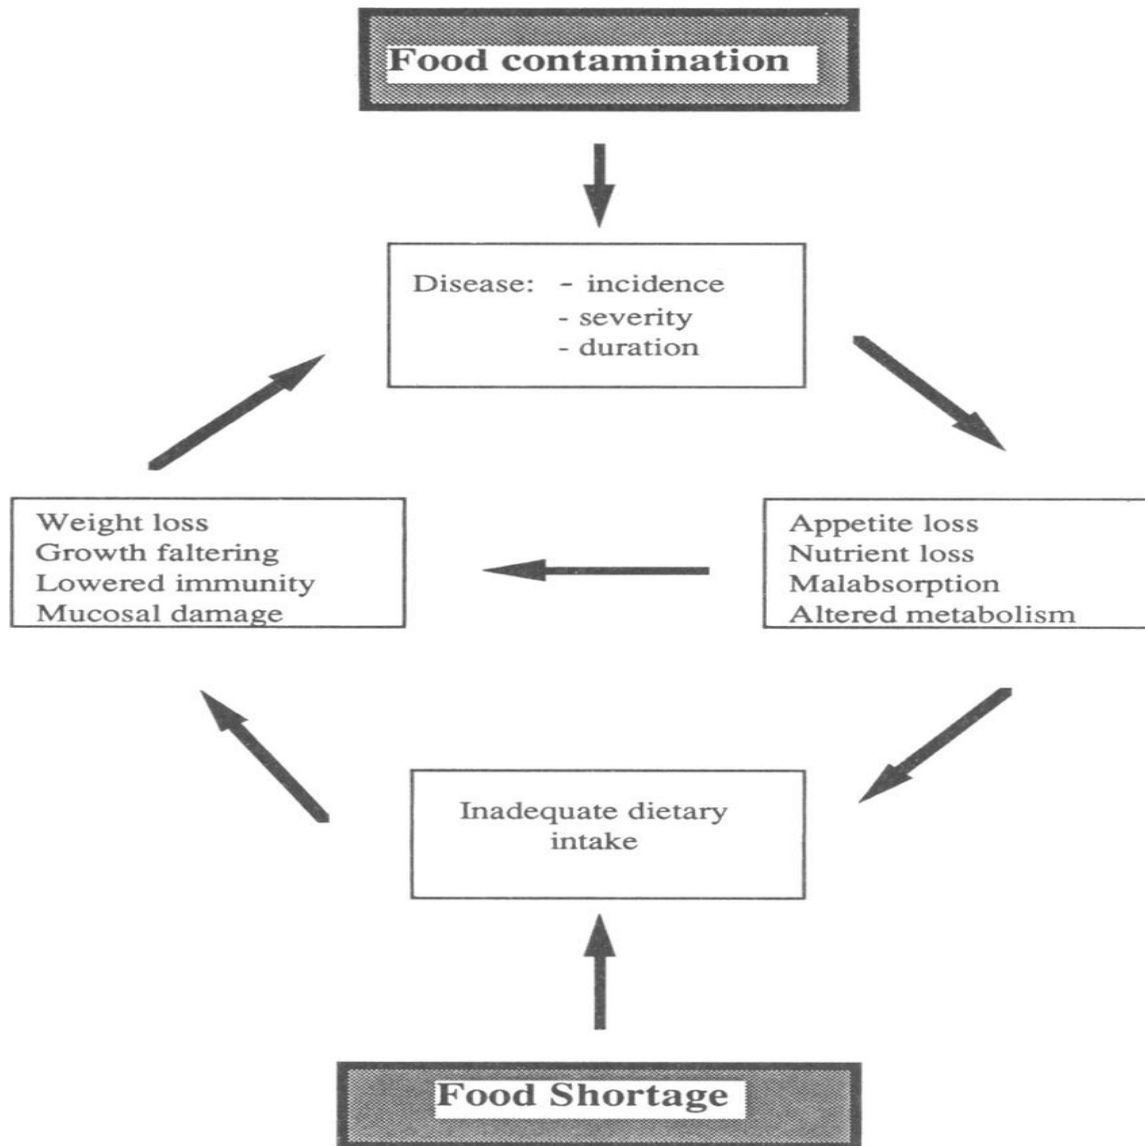 Food contamination
Disease: - incidence
- severity
- duration
Weight loss
Growth faltering
Lowered immunity
Mucosal damage
Appetite loss
Nutrient loss
Malabsorption
Altered metabolism
Inadequate dietary
intake
Food Shortage